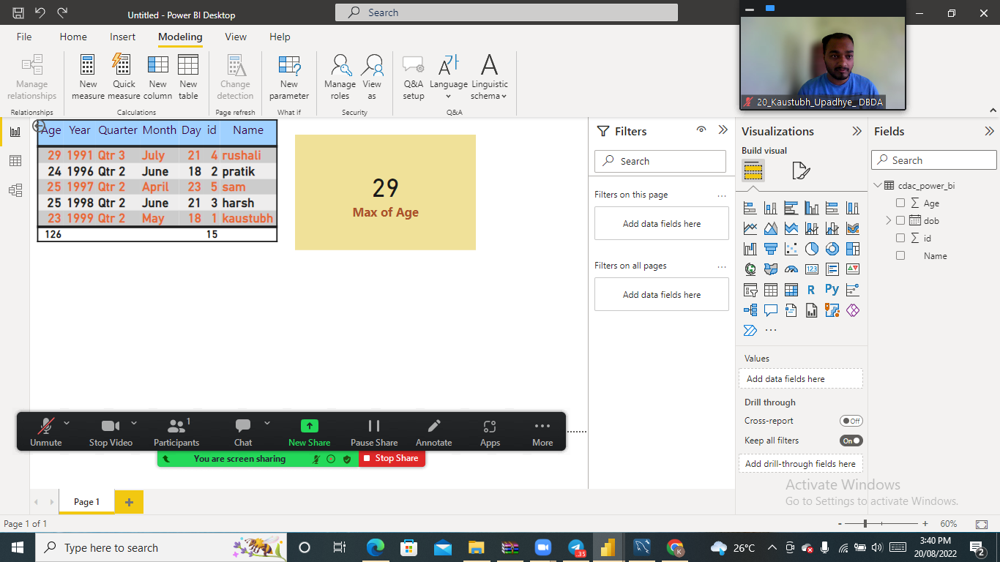 Untitled - Power BI Desktop
Search
File Home Insert Modeling View Help
Manage relationships
New measure
Quick measure
New column
New table
Change detection
New parameter
Manage roles
View as
Q&A setup
Language
Linguistic schema
Relationships Calculations Page refresh What if Security Q&A
20_Kaustubh_Upadhye_ DBDA
Age Year Quarter Month Day id Name
29 1991 Qtr 3 July 21 4 rushali
24 1996 Qtr 2 June 18 2 pratik
25 1997 Qtr 2 April 23 5 sam
25 1998 Qtr 2 June 21 3 harsh
23 1999 Qtr 2 May 18 1 kaustubh
126 15
29
Max of Age
Filters
Search
Filters on this page ...
Add data fields here
Filters on all pages ...
Add data fields here
Visualizations
Build visual
123
R Py
...
Values
Add data fields here
Drill through
Cross-report Off
Keep all filters On
Add drill-through fields here
Fields
Search
cdac_power_bi
Age
dob
id
Name
Unmute
Stop Video
Participants 1
Chat
New Share
Pause Share
Annotate
Apps
More
You are screen sharing
Stop Share
Activate Windows
Go to Settings to activate Windows.
Page 1
Page 1 of 1
- + 60%
Type here to search
.35
K
26°C
3:40 PM
20/08/2022
2